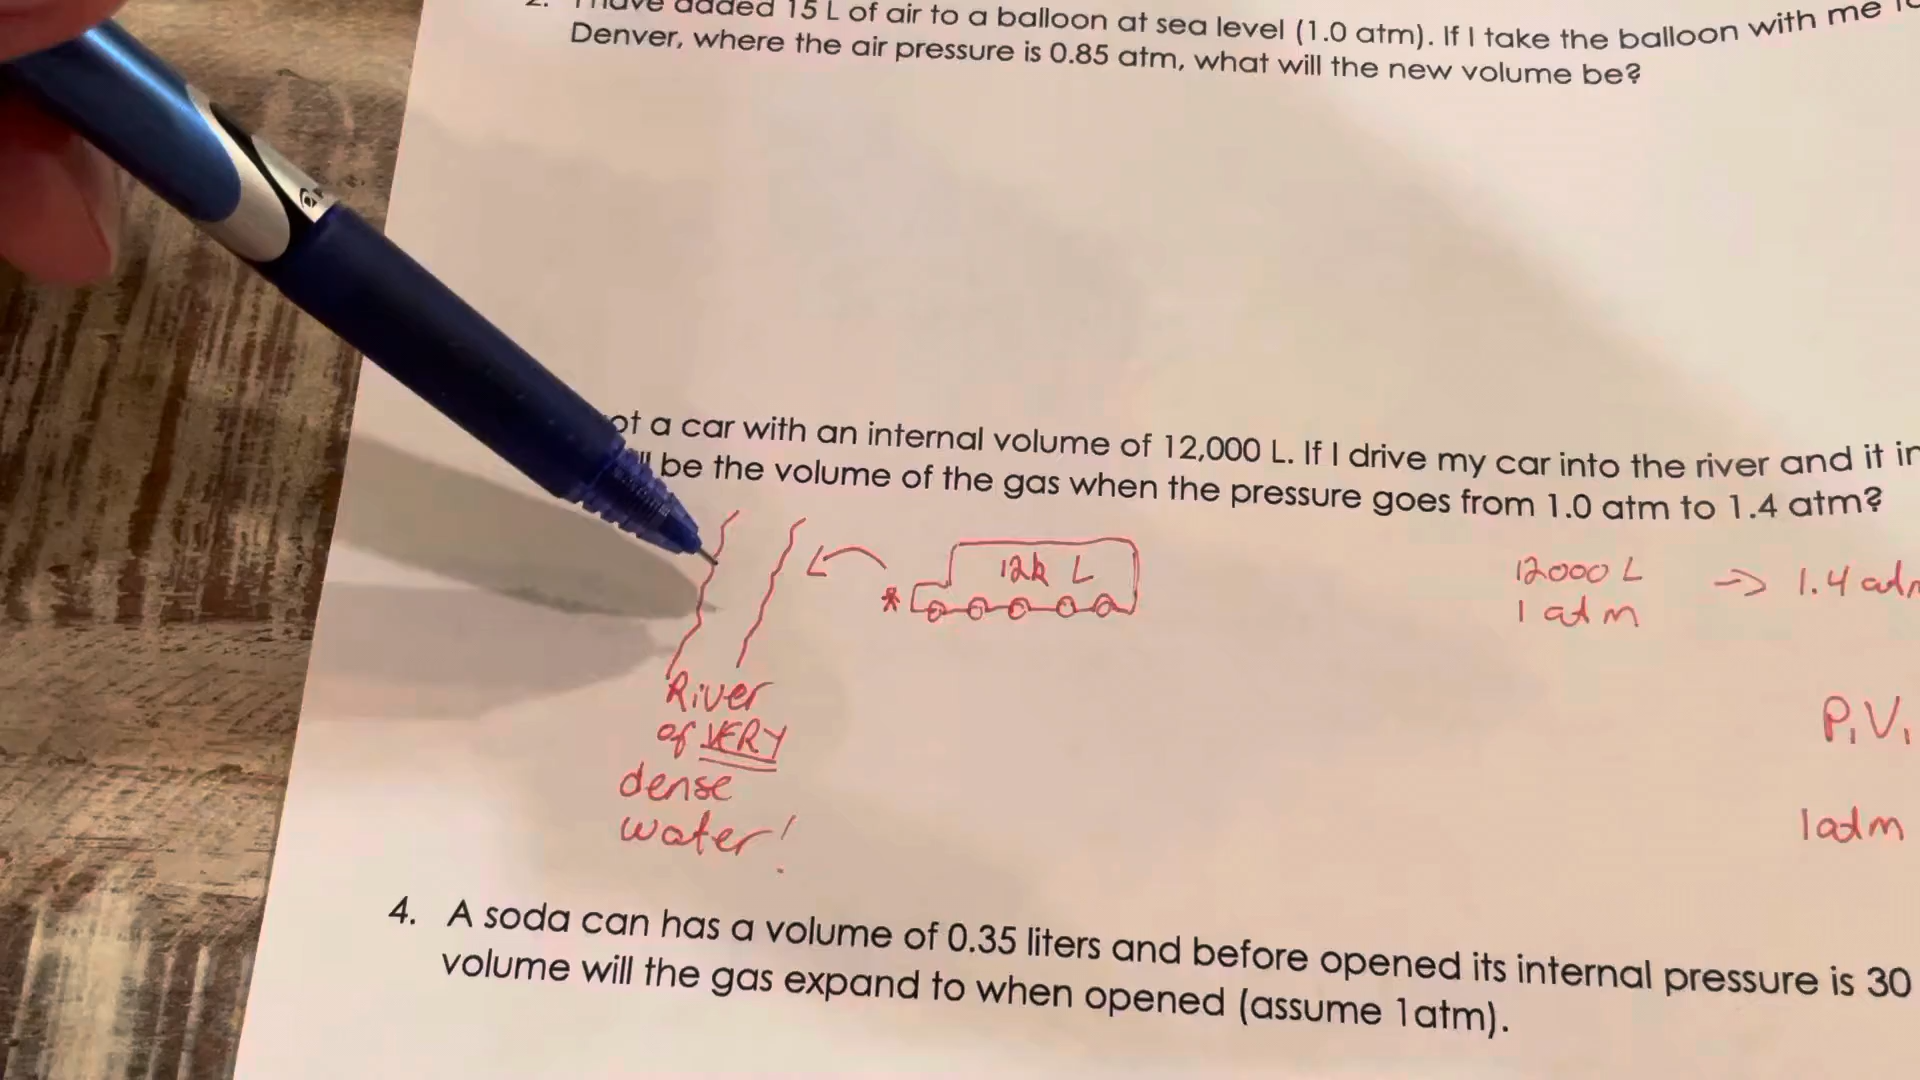 have added 15 L of air to a balloon at sea level (1.0 atm). If I take the balloon with me
Denver, where the air pressure is 0.85 atm, what will the new volume be?
a car with an internal volume of 12,000 L. If I drive my car into the river and it
be the volume of the gas when the pressure goes from 1.0 atm to 1.4 atm?
12k L
12000 L → 1.4 atm
1 atm
River
of VERY
dense
water!
P₁V₁
1atm
4. A soda can has a volume of 0.35 liters and before opened its internal pressure is 30
volume will the gas expand to when opened (assume 1atm).